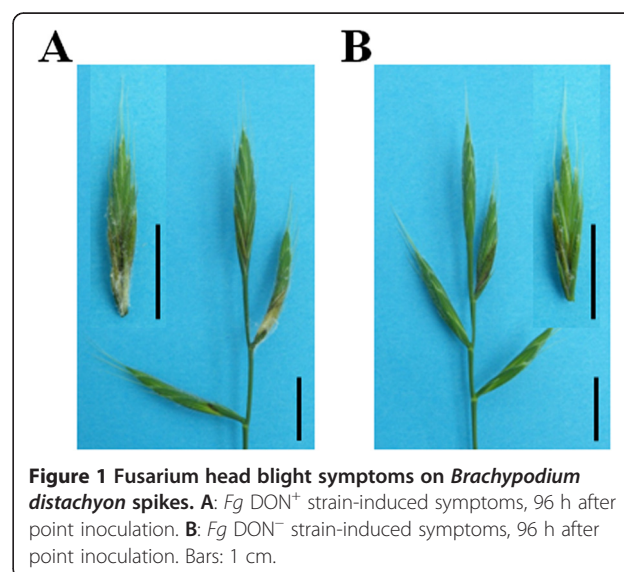 A B
Figure 1 Fusarium head blight symptoms on Brachypodium
distachyon spikes. A: Fg DON⁺ strain-induced symptoms, 96 h after
point inoculation. B: Fg DON⁻ strain-induced symptoms, 96 h after
point inoculation. Bars: 1 cm.